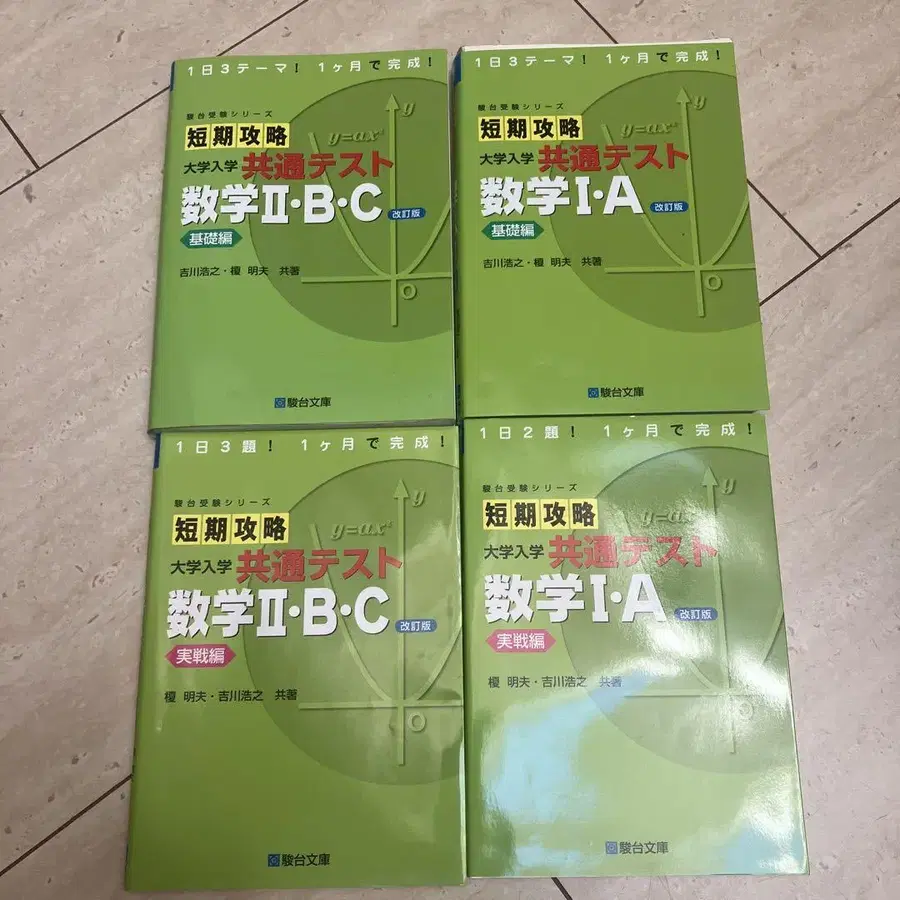 1日3テーマ! 1ヶ月で完成!
駿台受験シリーズ
短期攻略
y=ax²
y
大学入学 共通テスト
数学Ⅱ・B・C 改訂版
基礎編
吉川浩之・榎 明夫 共著
O
駿台文庫
1日3テーマ! 1ヶ月で完成!
駿台受験シリーズ
短期攻略
y=ax²
y
大学入学 共通テスト
数学Ⅰ・A 改訂版
基礎編
吉川浩之・榎 明夫 共著
O
駿台文庫
1日3題! 1ヶ月で完成!
駿台受験シリーズ
短期攻略
y=ax²
y
大学入学 共通テスト
数学Ⅱ・B・C 改訂版
実戦編
榎 明夫・吉川浩之 共著
O
駿台文庫
1日2題! 1ヶ月で完成!
駿台受験シリーズ
短期攻略
y=ax
y
大学入学 共通テスト
数学Ⅰ・A 改訂版
実戦編
榎 明夫・吉川浩之 共著
O
駿台文庫